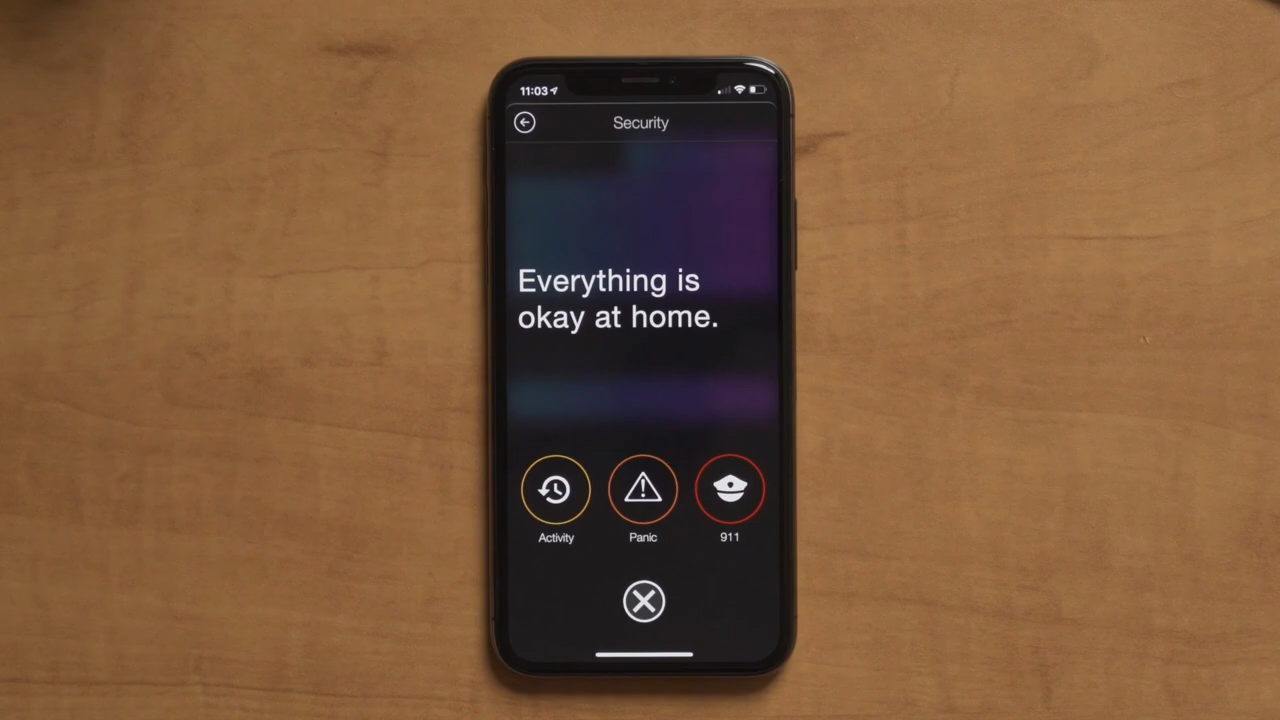 11:03
Security
Everything is
okay at home.
Activity
Panic
911